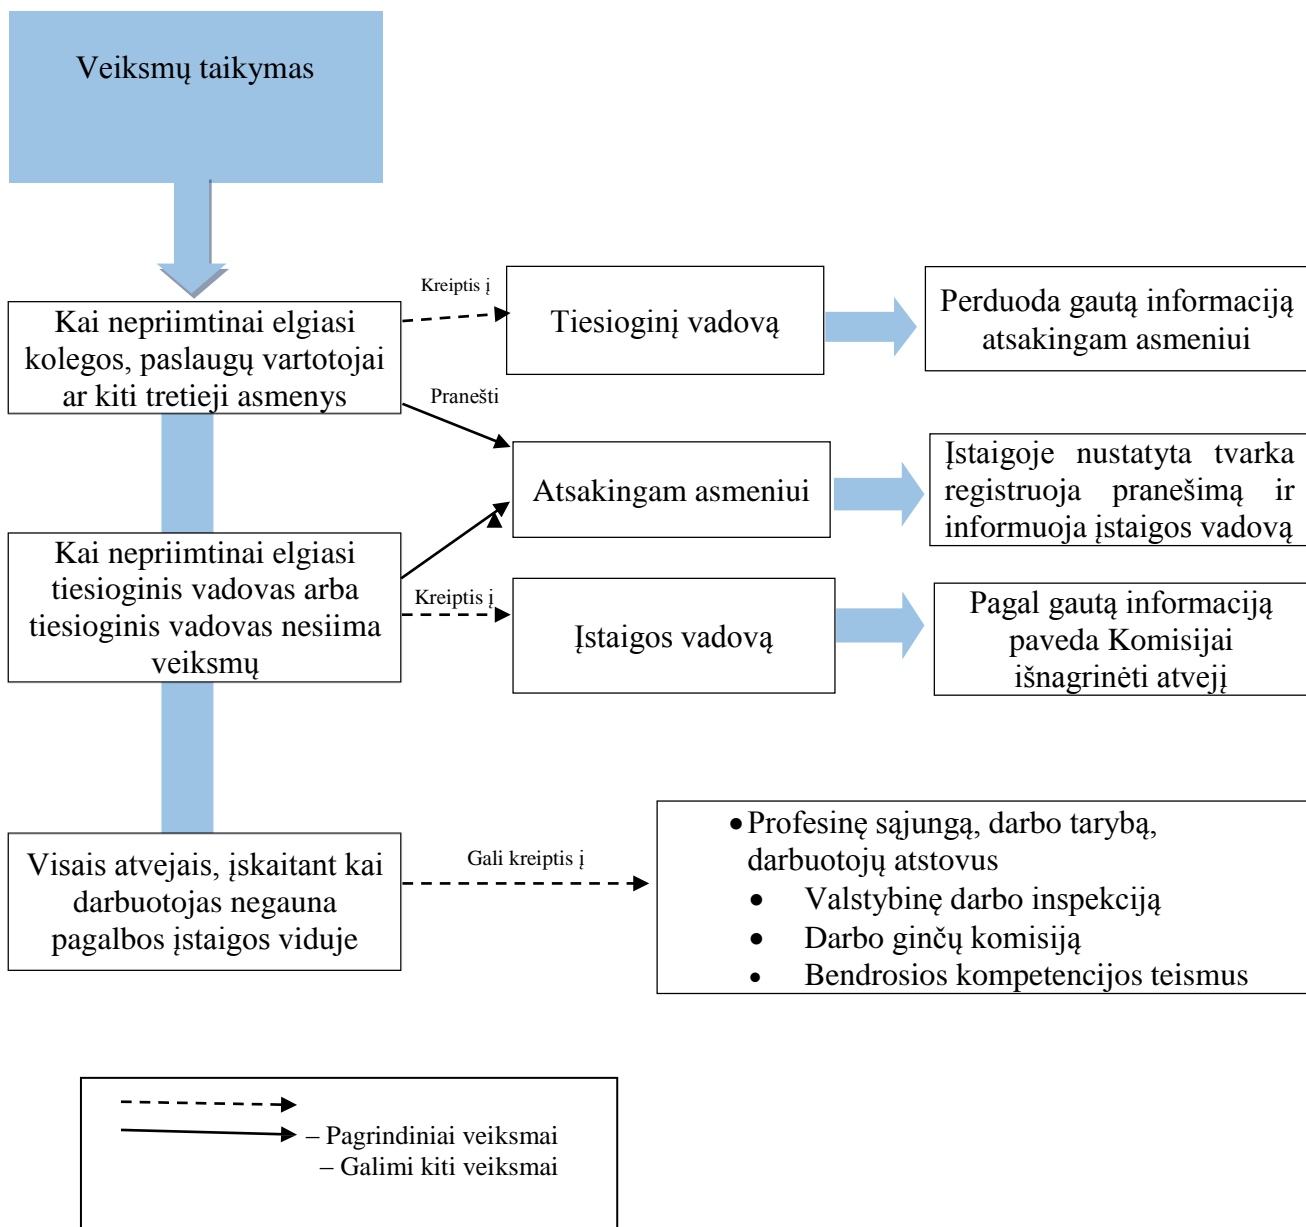 Veiksmų taikymas
Kai nepriimtinai elgiasi
kolegos, paslaugų vartotojai
ar kiti tretieji asmenys
Kreiptis į
Tiesioginį vadovą
Perduoda gautą informaciją
atsakingam asmeniui
Pranešti
Atsakingam asmeniui
Įstaigoje nustatyta tvarka
registruoja pranešimą ir
informuoja įstaigos vadovą
Kai nepriimtinai elgiasi
tiesioginis vadovas arba
tiesioginis vadovas nesiima
veiksmų
Kreiptis į
Įstaigos vadovą
Pagal gautą informaciją
paveda Komisijai
išnagrinėti atvejį
Visais atvejais, įskaitant kai
darbuotojas negauna
pagalbos įstaigos viduje
Gali kreiptis į
• Profesinę sąjungą, darbo tarybą,
darbuotojų atstovus
• Valstybinę darbo inspekciją
• Darbo ginčų komisiją
• Bendrosios kompetencijos teismus
– Pagrindiniai veiksmai
– Galimi kiti veiksmai